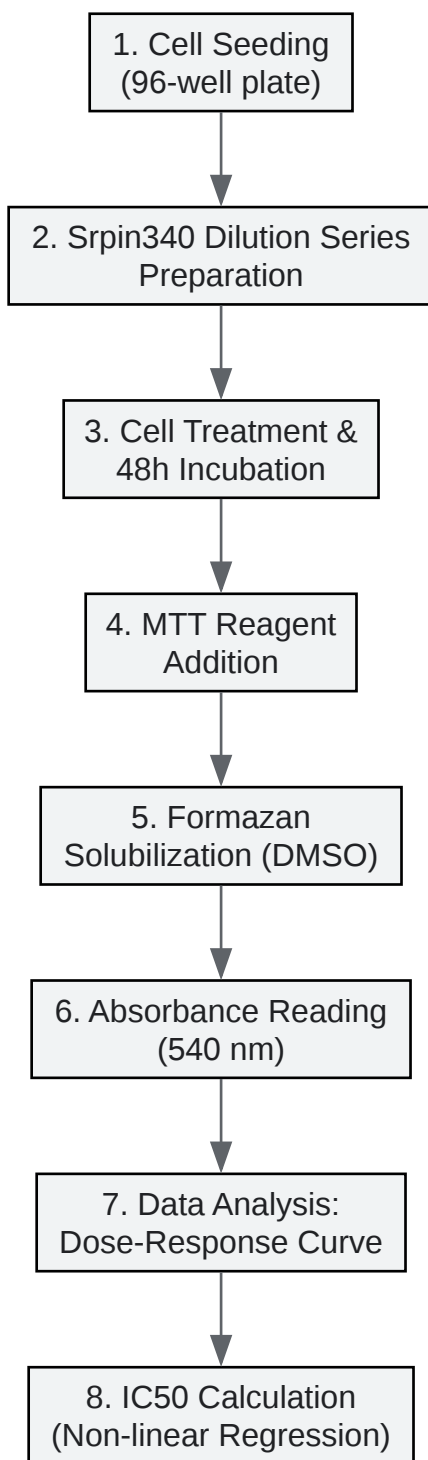 1. Cell Seeding
(96-well plate)
2. Srpin340 Dilution Series
Preparation
3. Cell Treatment &
48h Incubation
4. MTT Reagent
Addition
5. Formazan
Solubilization (DMSO)
6. Absorbance Reading
(540 nm)
7. Data Analysis:
Dose-Response Curve
8. IC50 Calculation
(Non-linear Regression)